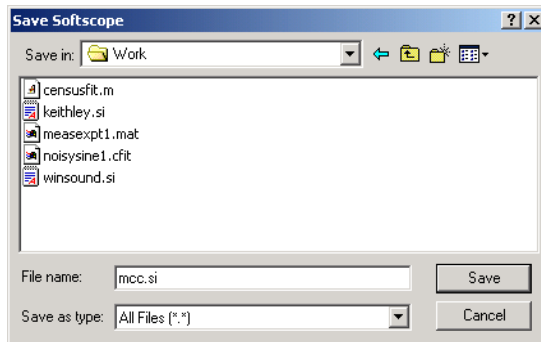 Save Softscope
Save in: Work
censusfit.m
keithley.si
measexpt1.mat
noisysine1.cfit
winsound.si
File name: mcc.si Save
Save as type: All Files (*.*) Cancel